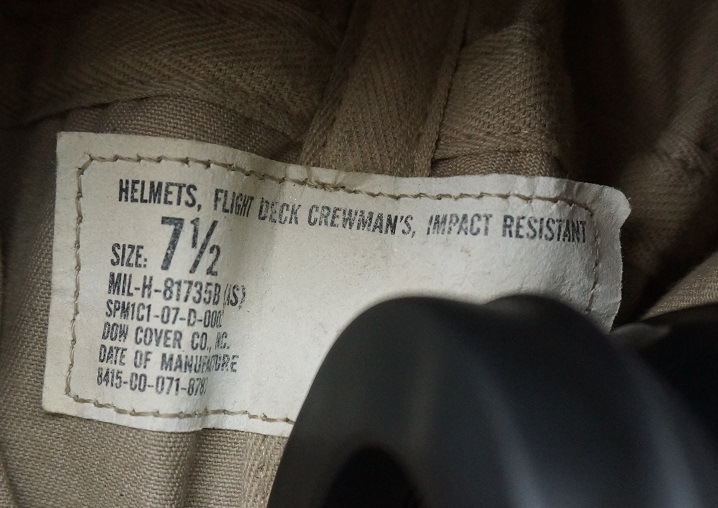 HELMETS, FLIGHT DECK CREWMAN'S, IMPACT RESISTANT
SIZE: 7½
MIL-H-81735B (AS)
SPM1C1-07-D-000
DOW COVER CO., INC.
DATE OF MANUFACTURE
8415-00-071-878